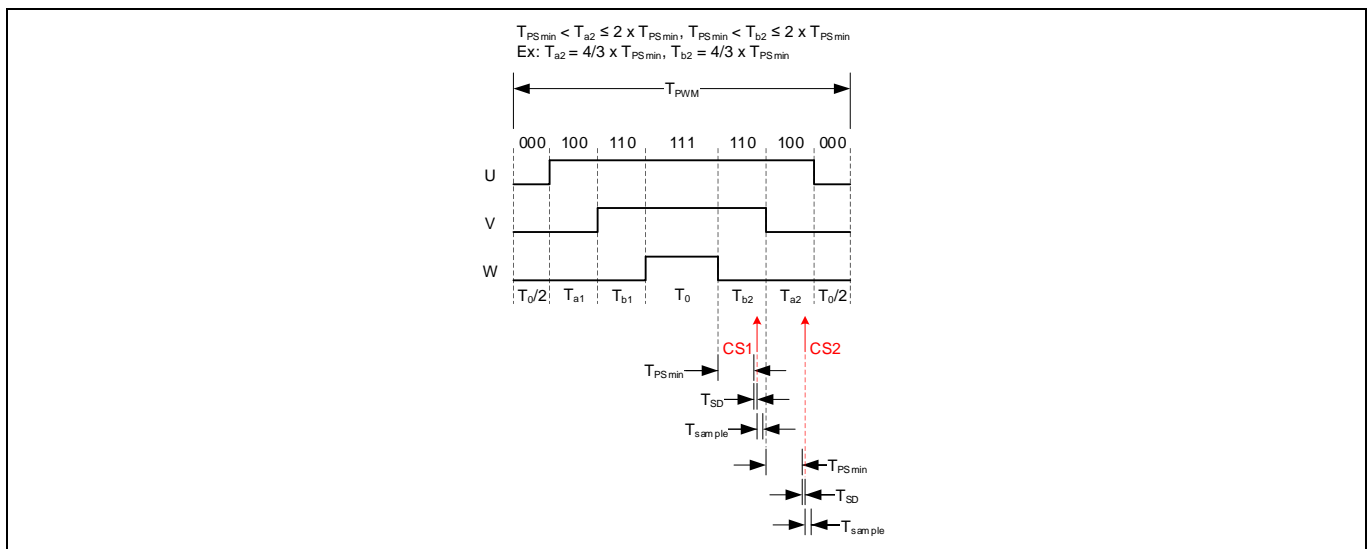 T_PSmin < T_a2 ≤ 2 x T_PSmin, T_PSmin < T_b2 ≤ 2 x T_PSmin
Ex: T_a2 = 4/3 x T_PSmin, T_b2 = 4/3 x T_PSmin
T_PWM
000 100 110 111 110 100 000
U
V
W
T_0/2 T_a1 T_b1 T_0 T_b2 T_a2 T_0/2
CS1 CS2
T_PSmin
T_SD
T_sample
T_PSmin
T_SD
T_sample